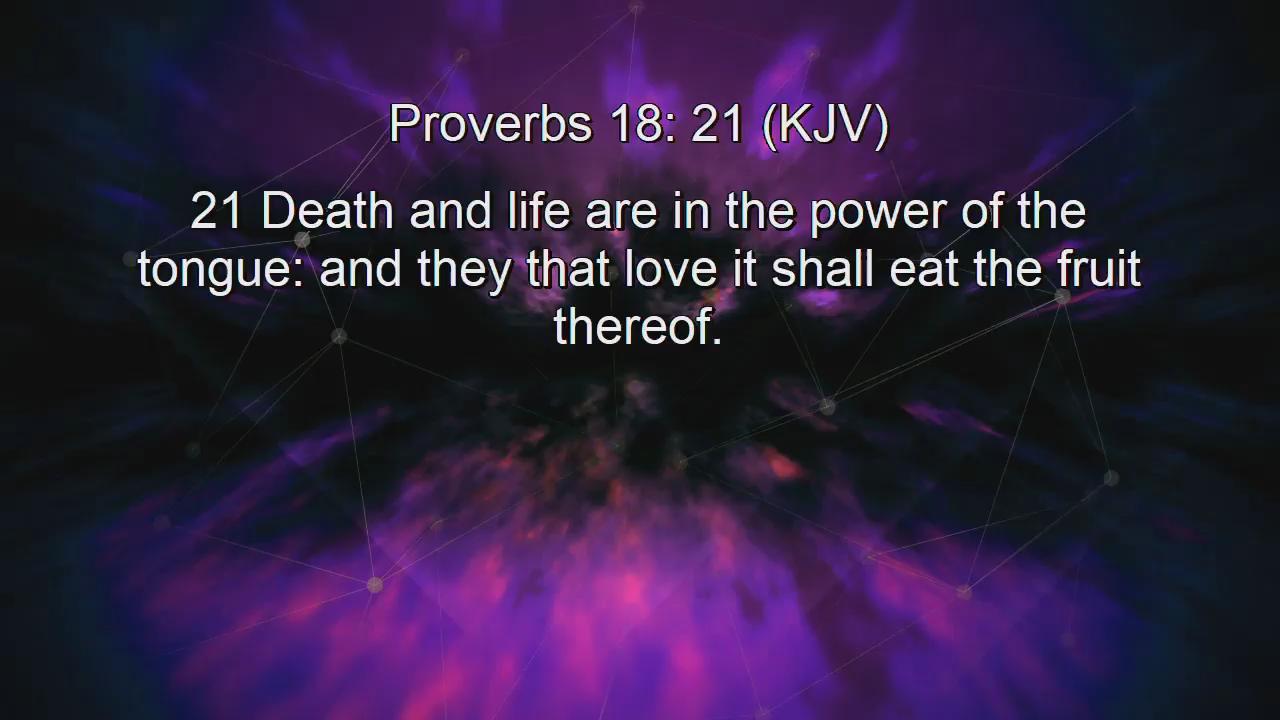 Proverbs 18: 21 (KJV)
21 Death and life are in the power of the
tongue: and they that love it shall eat the fruit
thereof.